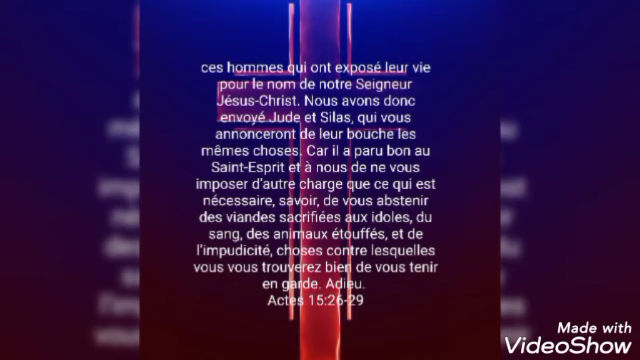 ces hommes qui ont exposé leur vie
pour le nom de notre Seigneur
Jésus-Christ. Nous avons donc
envoyé Jude et Silas, qui vous
annonceront de leur bouche les
mêmes choses. Car il a paru bon au
Saint-Esprit et à nous de ne vous
imposer d'autre charge que ce qui est
nécessaire, savoir, de vous abstenir
des viandes sacrifiées aux idoles, du
sang, des animaux étouffés, et de
l'impudicité, choses contre lesquelles
vous vous trouverez bien de vous tenir
en garde. Adieu.
Actes 15:26-29
Made with
VideoShow